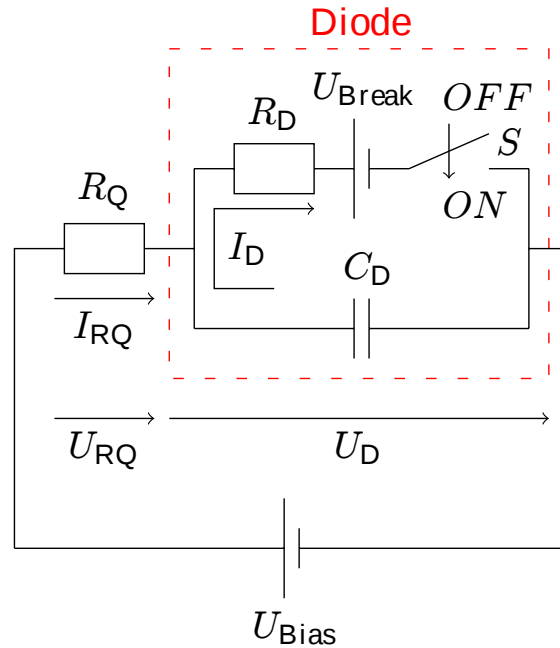 Diode
U_Break
OFF
R_D
S
R_Q
ON
I_D
C_D
I_RQ
U_RQ
U_D
U_Bias